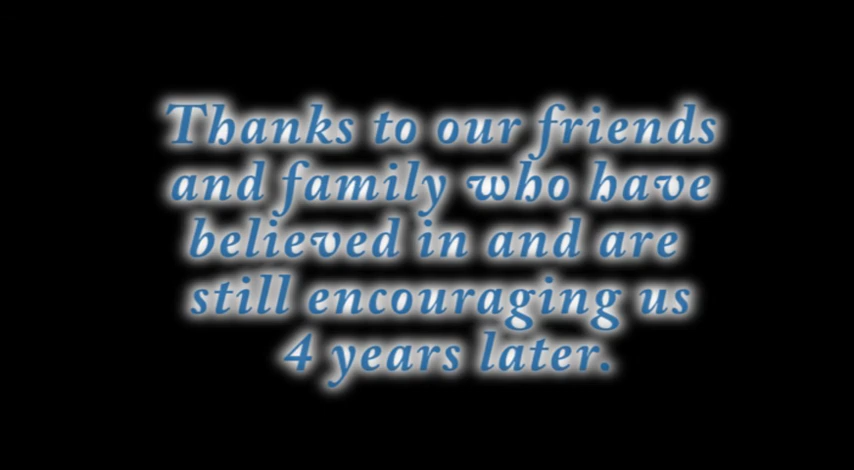 Thanks to our friends
and family who have
believed in and are
still encouraging us
4 years later.